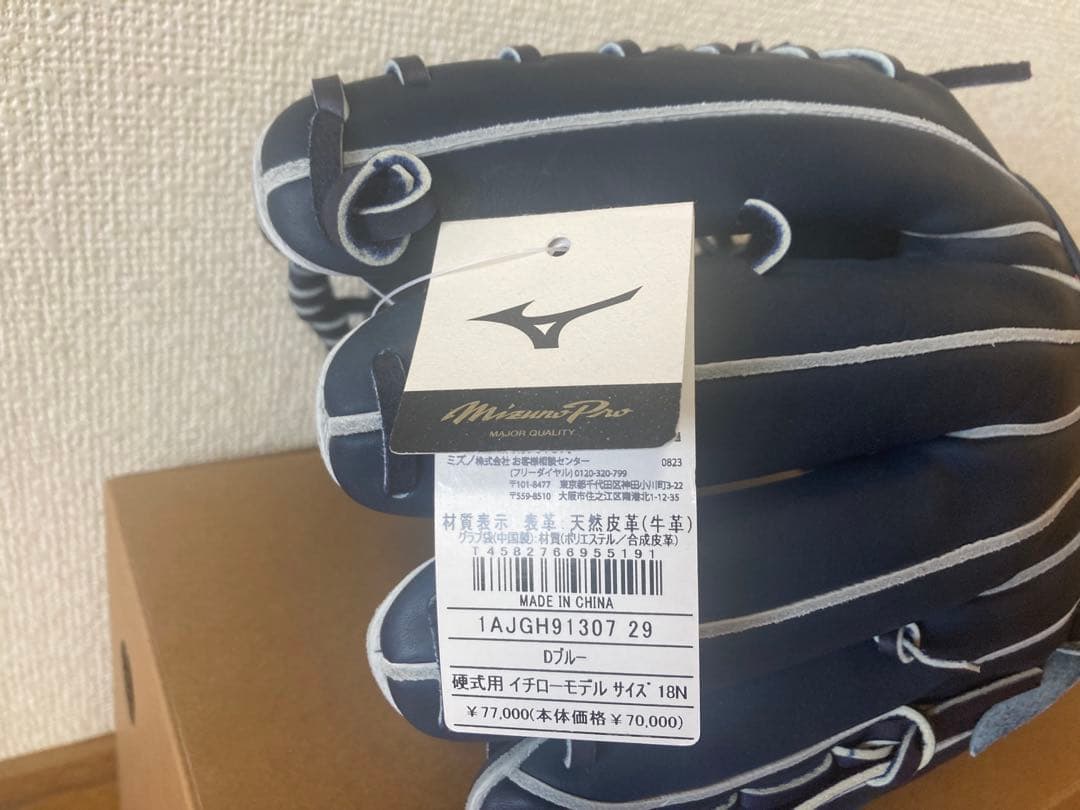 Mizuno Pro
MAJOR QUALITY
ミズノ株式会社 お客様相談センター 0823
(フリーダイヤル) 0120-320-799
〒101-8477 東京都千代田区神田小川町3-22
〒559-8510 大阪市住之江区南港北1-12-35
材質表示 表革:天然皮革(牛革)
グラブ袋(中国製):材質(ポリエステル/合成皮革)
T4582766955191
MADE IN CHINA
1AJGH91307 29
Dブルー
硬式用 イチローモデル サイズ 18N
¥77,000(本体価格¥70,000)